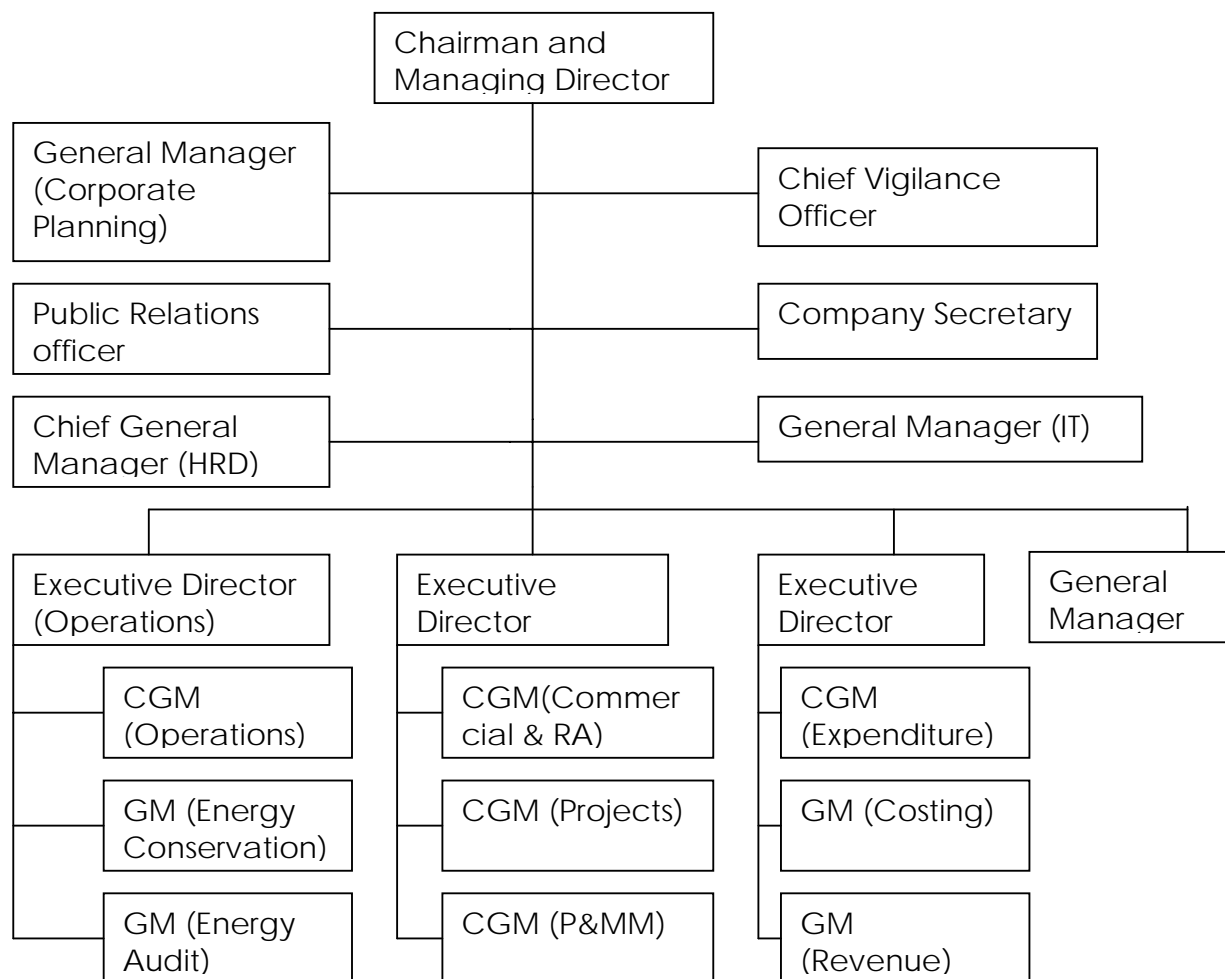 Chairman and
Managing Director
General Manager
(Corporate
Planning)
Chief Vigilance
Officer
Public Relations
officer
Company Secretary
Chief General
Manager (HRD)
General Manager (IT)
Executive Director
(Operations)
Executive
Director
Executive
Director
General
Manager
CGM
(Operations)
CGM(Commer
cial & RA)
CGM
(Expenditure)
GM (Energy
Conservation)
CGM (Projects)
GM (Costing)
GM (Energy
Audit)
CGM (P&MM)
GM
(Revenue)